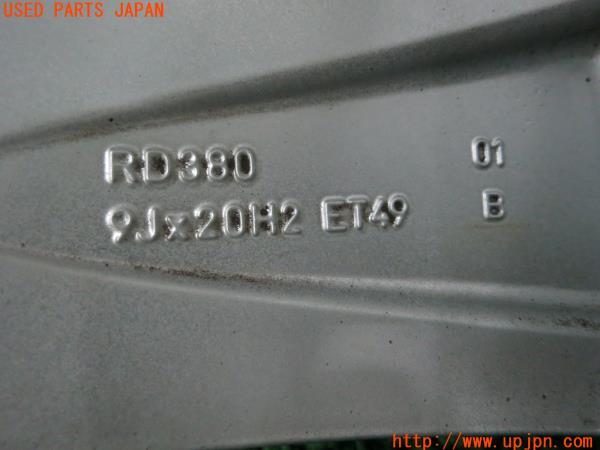 USED PARTS JAPAN
RD380
01
9Jx20H2 ET49
B
http://www.upjpn.com/